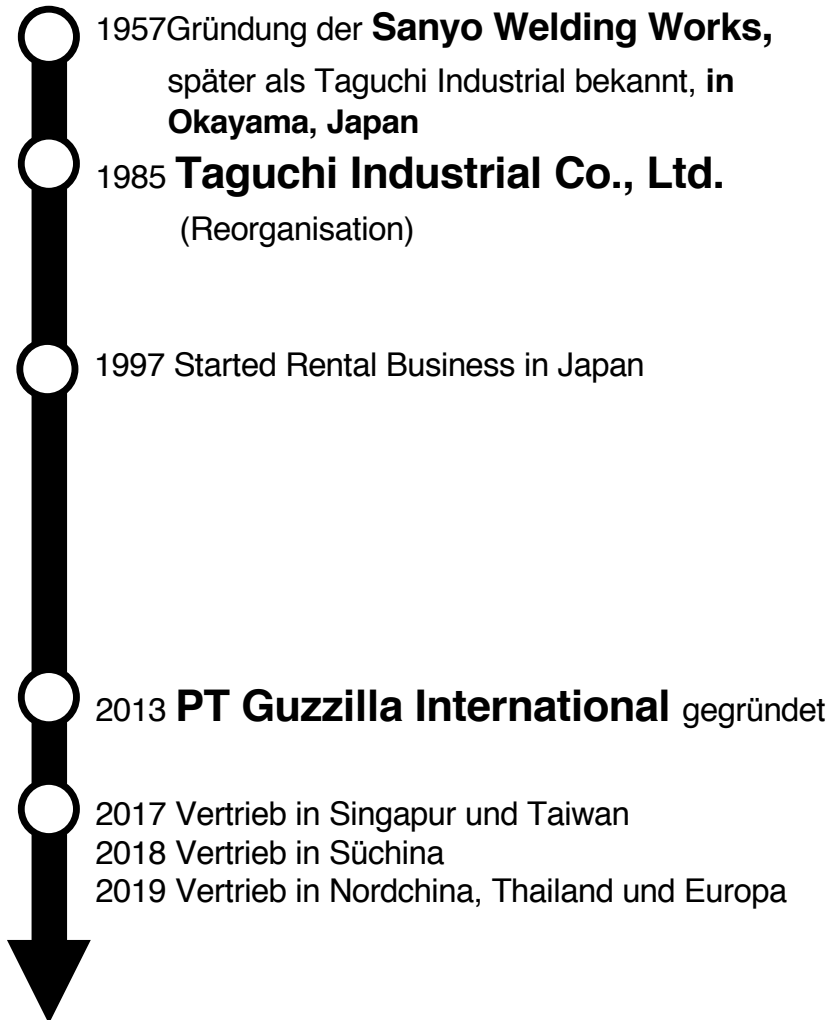 1957Gründung der Sanyo Welding Works,
später als Taguchi Industrial bekannt, in
Okayama, Japan
1985 Taguchi Industrial Co., Ltd.
(Reorganisation)
1997 Started Rental Business in Japan
2013 PT Guzzilla International gegründet
2017 Vertrieb in Singapur und Taiwan
2018 Vertrieb in Süchina
2019 Vertrieb in Nordchina, Thailand und Europa